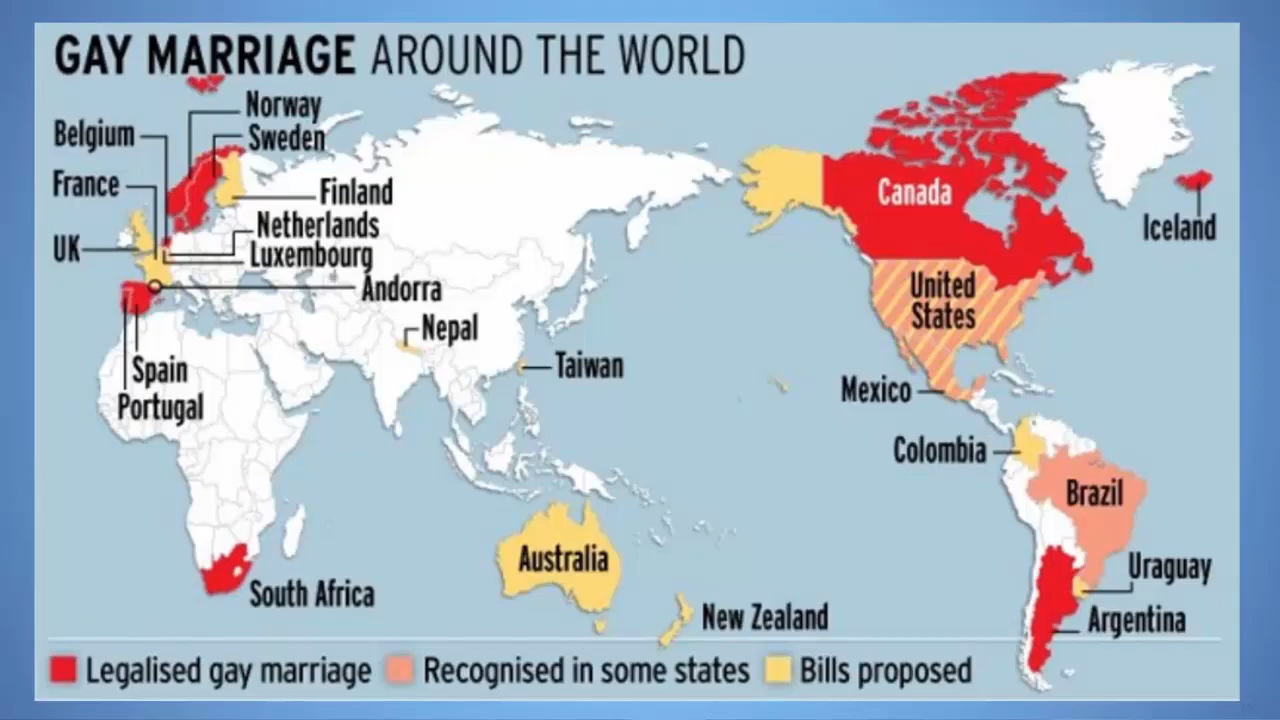 GAY MARRIAGE AROUND THE WORLD
Norway
Belgium
Sweden
France
Finland
Netherlands
UK
Luxembourg
Andorra
Nepal
Spain
Taiwan
Portugal
South Africa
Australia
New Zealand
Canada
Iceland
United
States
Mexico
Colombia
Brazil
Uruguay
Argentina
Legalised gay marriage
Recognised in some states
Bills proposed